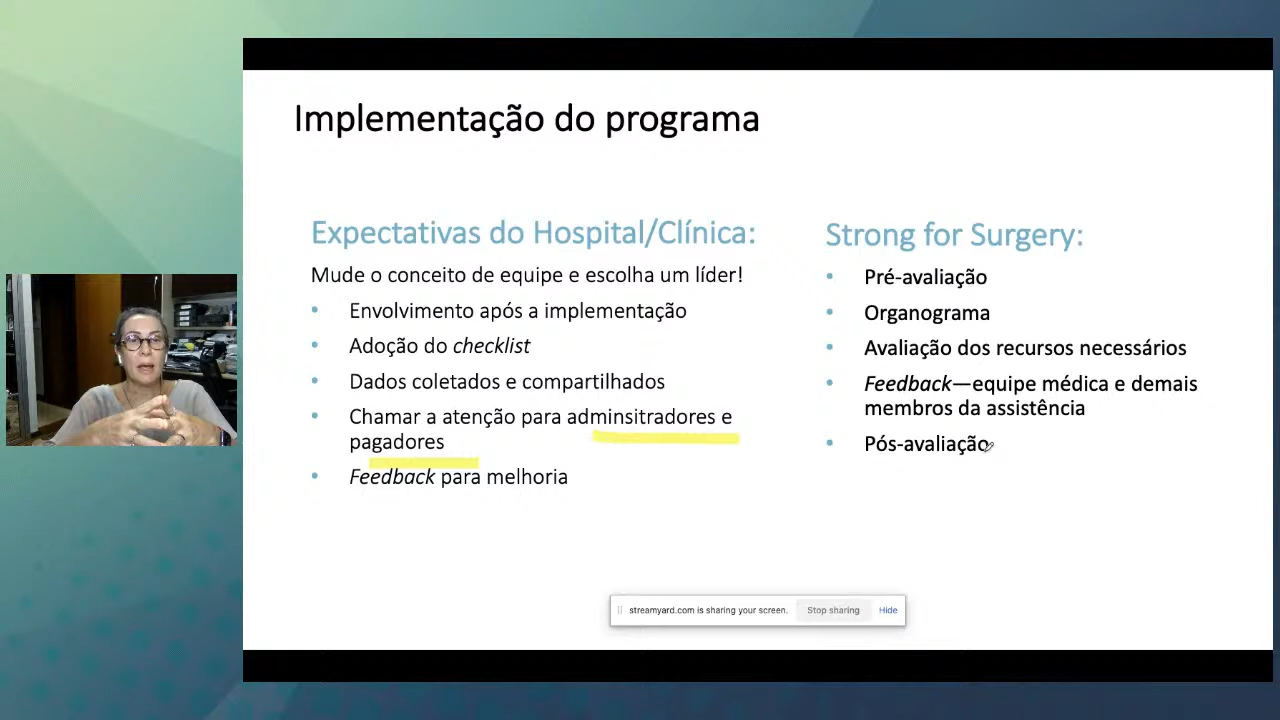 Implementação do programa
Expectativas do Hospital/Clínica:
Mude o conceito de equipe e escolha um líder!
• Envolvimento após a implementação
• Adoção do checklist
• Dados coletados e compartilhados
• Chamar a atenção para adminsitradores e
pagadores
• Feedback para melhoria
Strong for Surgery:
• Pré-avaliação
• Organograma
• Avaliação dos recursos necessários
• Feedback—equipe médica e demais
membros da assistência
• Pós-avaliação
streamyard.com is sharing your screen. Stop sharing Hide